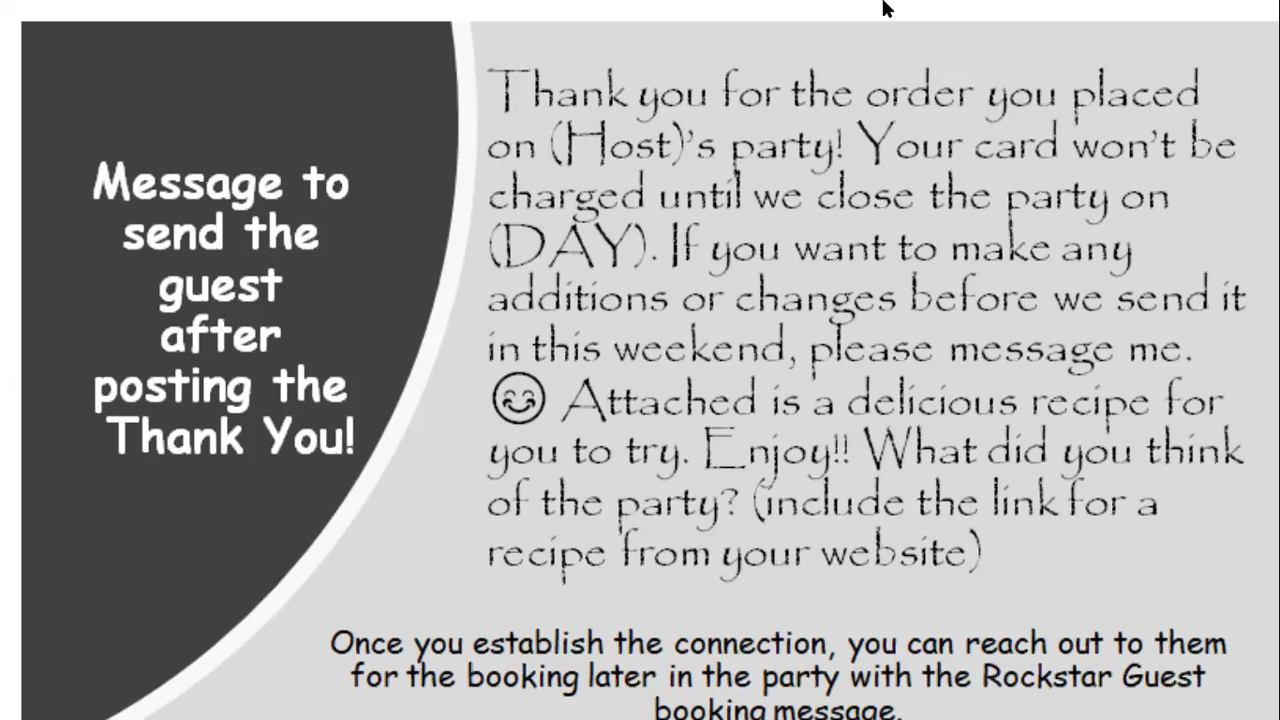 Message to
send the
guest
after
posting the
Thank You!
Thank you for the order you placed
on (Host)'s party! Your card won't be
charged until we close the party on
(DAY). If you want to make any
additions or changes before we send it
in this weekend, please message me.
😊 Attached is a delicious recipe for
you to try. Enjoy!! What did you think
of the party? (include the link for a
recipe from your website)
Once you establish the connection, you can reach out to them
for the booking later in the party with the Rockstar Guest
booking message.